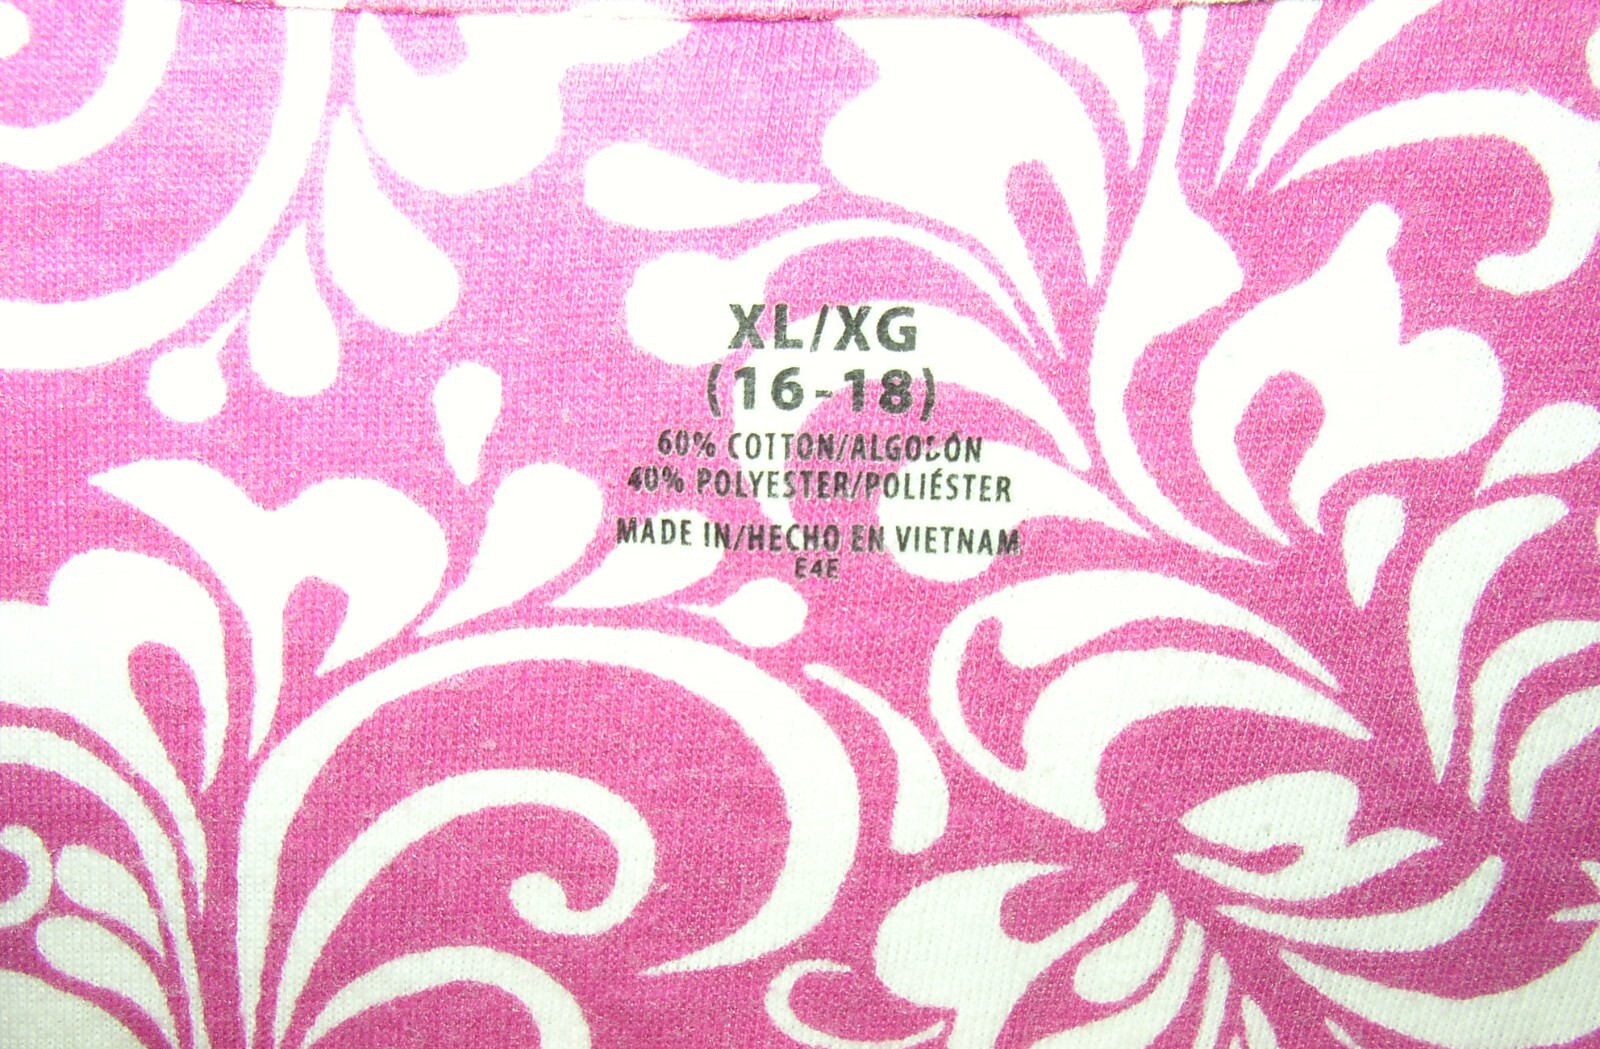 XL/XG
(16-18)
60% COTTON/ALGODÓN
40% POLYESTER/POLIÉSTER
MADE IN/HECHO EN VIETNAM
E4E